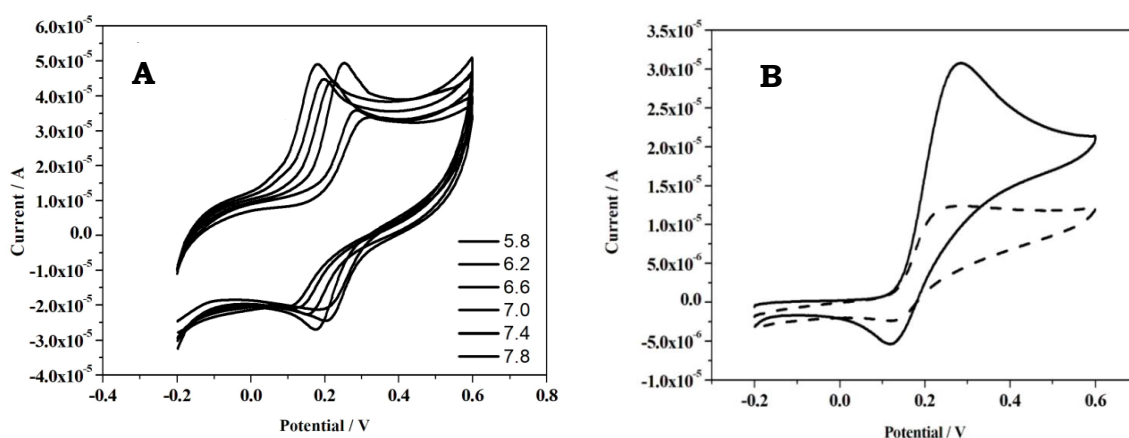 A
6.0x10⁻⁵
5.0x10⁻⁵
4.0x10⁻⁵
3.0x10⁻⁵
2.0x10⁻⁵
1.0x10⁻⁵
0.0
-1.0x10⁻⁵
-2.0x10⁻⁵
-3.0x10⁻⁵
-4.0x10⁻⁵
Current / A
5.8
6.2
6.6
7.0
7.4
7.8
-0.4 -0.2 0.0 0.2 0.4 0.6 0.8
Potential / V
B
3.5x10⁻⁵
3.0x10⁻⁵
2.5x10⁻⁵
2.0x10⁻⁵
1.5x10⁻⁵
1.0x10⁻⁵
5.0x10⁻⁶
0.0
-5.0x10⁻⁶
-1.0x10⁻⁵
Current / A
-0.2 0.0 0.2 0.4 0.6
Potential / V